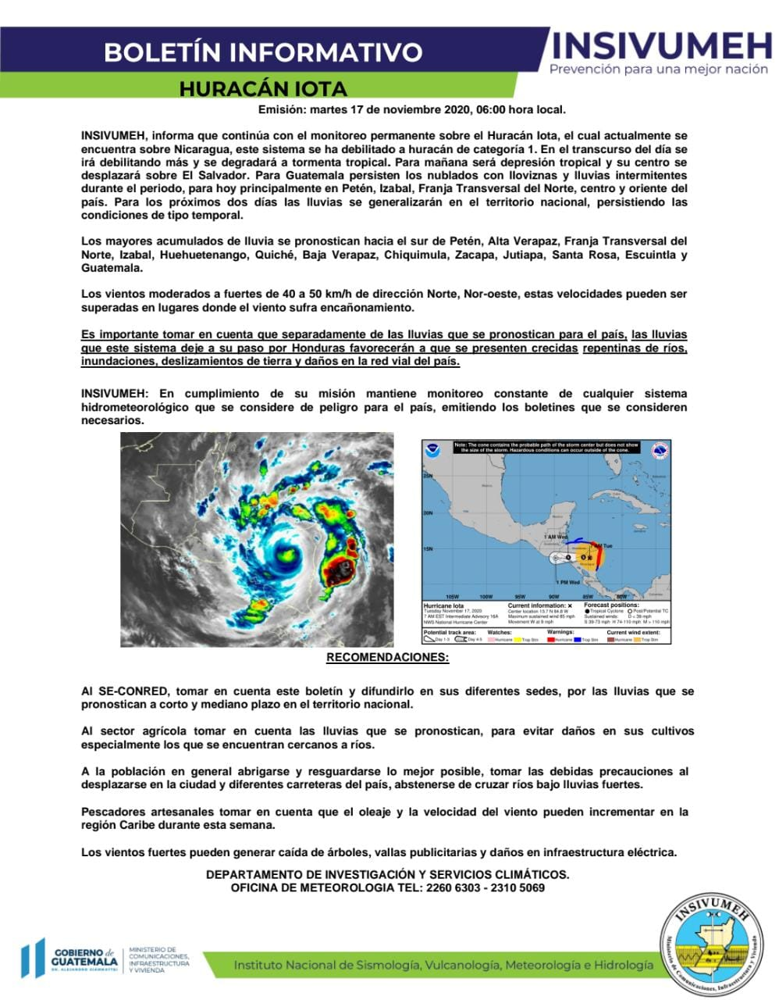 BOLETÍN INFORMATIVO
INSIVUMEH
Prevención para una mejor nación
HURACÁN IOTA
Emisión: martes 17 de noviembre 2020, 06:00 hora local.
INSIVUMEH, informa que continúa con el monitoreo permanente sobre el Huracán Iota, el cual actualmente se
encuentra sobre Nicaragua, este sistema se ha debilitado a huracán de categoría 1. En el transcurso del día se
irá debilitando más y se degradará a tormenta tropical. Para mañana será depresión tropical y su centro se
desplazará sobre El Salvador. Para Guatemala persisten los nublados con lloviznas y lluvias intermitentes
durante el periodo, para hoy principalmente en Petén, Izabal, Franja Transversal del Norte, centro y oriente del
país. Para los próximos dos días las lluvias se generalizarán en el territorio nacional, persistiendo las
condiciones de tipo temporal.
Los mayores acumulados de lluvia se pronostican hacia el sur de Petén, Alta Verapaz, Franja Transversal del
Norte, Izabal, Huehuetenango, Quiché, Baja Verapaz, Chiquimula, Zacapa, Jutiapa, Santa Rosa, Escuintla y
Guatemala.
Los vientos moderados a fuertes de 40 a 50 km/h de dirección Norte, Nor-oeste, estas velocidades pueden ser
superadas en lugares donde el viento sufra encañonamiento.
Es importante tomar en cuenta que separadamente de las lluvias que se pronostican para el país, las lluvias
que este sistema deje a su paso por Honduras favorecerán a que se presenten crecidas repentinas de ríos,
inundaciones, deslizamientos de tierra y daños en la red vial del país.
INSIVUMEH: En cumplimiento de su misión mantiene monitoreo constante de cualquier sistema
hidrometeorológico que se considere de peligro para el país, emitiendo los boletines que se consideren
necesarios.
Note: The cone contains the probable path of the storm center but does not show
the size of the storm. Hazardous conditions can occur outside of the cone.
25N
20N
15N
Mexico
Cuba
1 AM Wed
AM Tue
1 PM Wed
105W 100W 95W 90W 85W 80W
Hurricane Iota
Tuesday November 17, 2020
7 AM EST Intermediate Advisory 16A
NWS National Hurricane Center
Current information: x
Center location 13.7 N 84.8 W
Maximum sustained wind 85 mph
Movement W at 9 mph
Forecast positions:
Tropical Cyclone Post/Potential TC
Sustained winds: D < 39 mph
S 39-73 mph H 74-110 mph M > 110 mph
Potential track area:
Day 1-3 Day 4-5
Watches:
Hurricane Trop Stm
Warnings:
Hurricane Trop Stm
Current wind extent:
Hurricane Trop Stm
RECOMENDACIONES:
Al SE-CONRED, tomar en cuenta este boletín y difundirlo en sus diferentes sedes, por las lluvias que se
pronostican a corto y mediano plazo en el territorio nacional.
Al sector agrícola tomar en cuenta las lluvias que se pronostican, para evitar daños en sus cultivos
especialmente los que se encuentran cercanos a ríos.
A la población en general abrigarse y resguardarse lo mejor posible, tomar las debidas precauciones al
desplazarse en la ciudad y diferentes carreteras del país, abstenerse de cruzar ríos bajo lluvias fuertes.
Pescadores artesanales tomar en cuenta que el oleaje y la velocidad del viento pueden incrementar en la
región Caribe durante esta semana.
Los vientos fuertes pueden generar caída de árboles, vallas publicitarias y daños en infraestructura eléctrica.
DEPARTAMENTO DE INVESTIGACIÓN Y SERVICIOS CLIMÁTICOS.
OFICINA DE METEOROLOGIA TEL: 2260 6303 - 2310 5069
GOBIERNO de
GUATEMALA
DR. ALEJANDRO GIAMMATTEI
MINISTERIO DE
COMUNICACIONES,
INFRAESTRUCTURA
Y VIVIENDA
Instituto Nacional de Sismología, Vulcanología, Meteorología e Hidrología
INSIVUMEH
Ministerio de Comunicaciones, Infraestructura y Vivienda